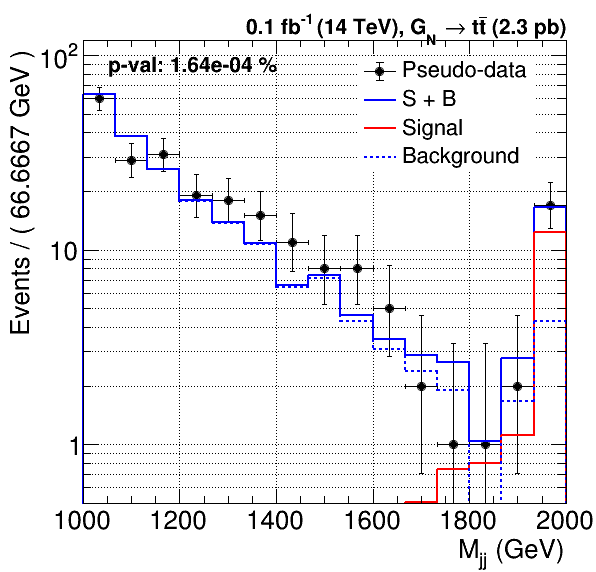 0.1 fb⁻¹ (14 TeV), G_N → tt̄ (2.3 pb)
p-val: 1.64e-04 %
Pseudo-data
S + B
Signal
Background
Events / ( 66.6667 GeV )
10²
10
1
1000 1200 1400 1600 1800 2000
M_jj (GeV)